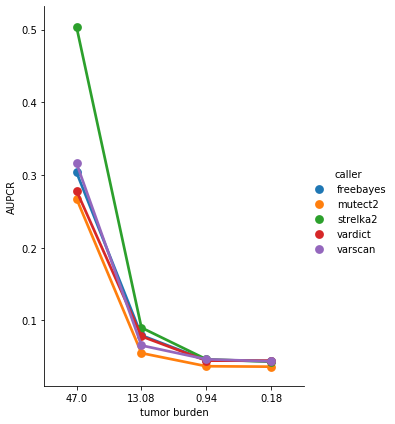 0.5
0.4
0.3
0.2
0.1
AUPCR
47.0 13.08 0.94 0.18
tumor burden
caller
freebayes
mutect2
strelka2
vardict
varscan